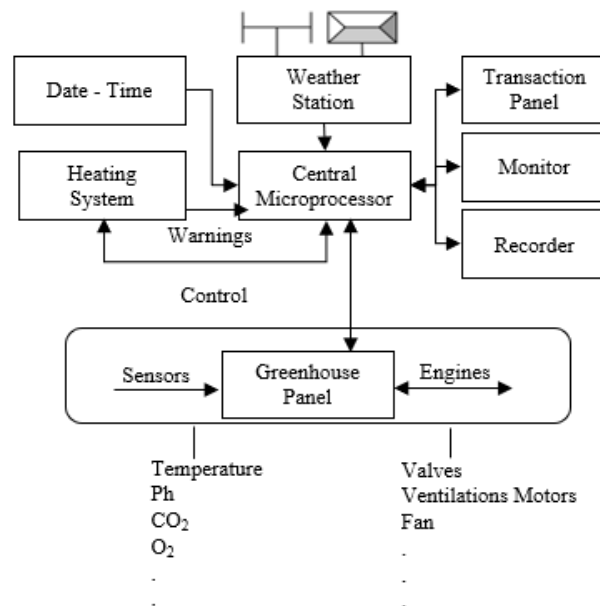 Date - Time
Weather
Station
Transaction
Panel
Heating
System
Central
Microprocessor
Monitor
Warnings
Recorder
Control
Sensors
Greenhouse
Panel
Engines
Temperature
Ph
CO₂
O₂
.
.
Valves
Ventilations Motors
Fan
.
.
.